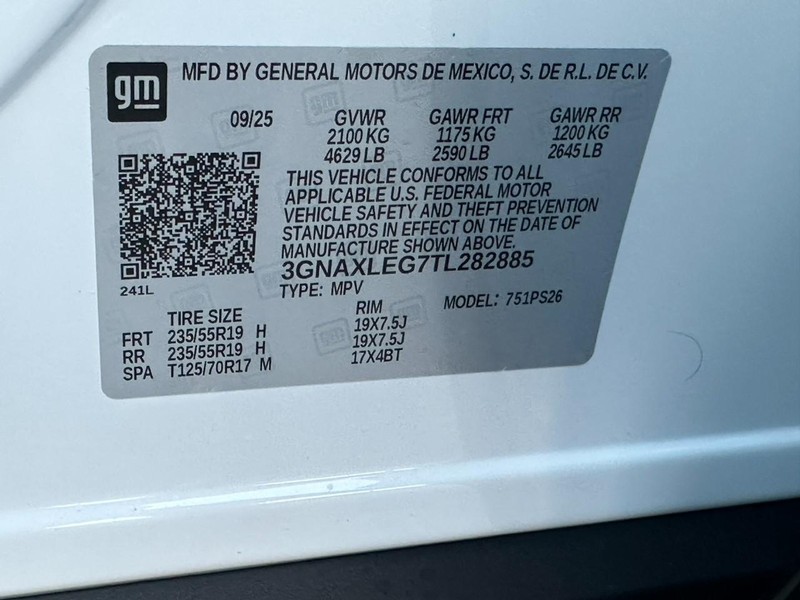 gm
MFD BY GENERAL MOTORS DE MEXICO, S. DE R.L. DE C.V.
09/25 GVWR GAWR FRT GAWR RR
2100 KG 1175 KG 1200 KG
4629 LB 2590 LB 2645 LB
THIS VEHICLE CONFORMS TO ALL
APPLICABLE U.S. FEDERAL MOTOR
VEHICLE SAFETY AND THEFT PREVENTION
STANDARDS IN EFFECT ON THE DATE OF
MANUFACTURE SHOWN ABOVE.
3GNAXLEG7TL282885
241L
TYPE: MPV MODEL: 751PS26
TIRE SIZE RIM
FRT 235/55R19 H 19X7.5J
RR 235/55R19 H 19X7.5J
SPA T125/70R17 M 17X4BT